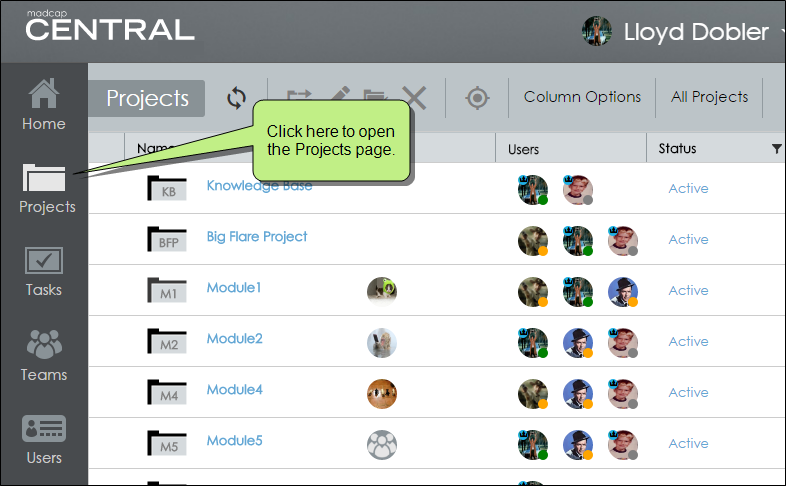 madcap
CENTRAL
Lloyd Dobler
Home
Projects
Tasks
Teams
Users
Projects
Column Options
All Projects
Click here to open
the Projects page.
Name
Users
Status
KB
Knowledge Base
Active
BFP
Big Flare Project
Active
M1
Module1
Active
M2
Module2
Active
M4
Module4
Active
M5
Module5
Active